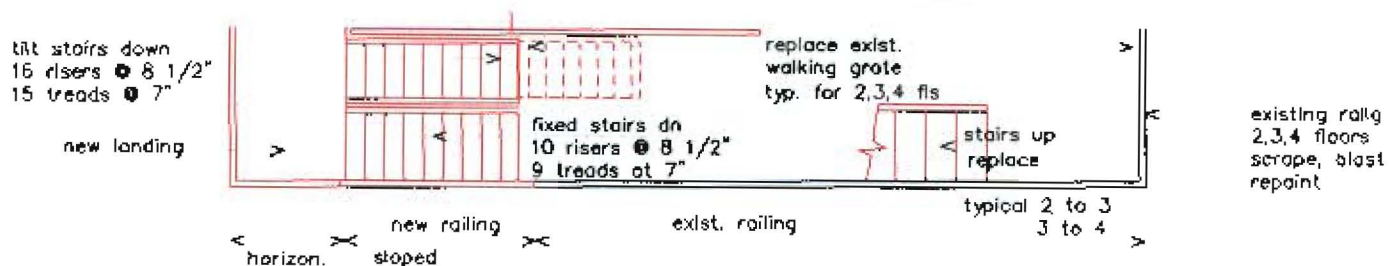 tilt stairs down
16 risers @ 8 1/2"
15 treads @ 7"
new landing
fixed stairs dn
10 risers @ 8 1/2"
9 treads at 7"
replace exist.
walking grate
typ. for 2,3,4 fls
stairs up
replace
typical 2 to 3
3 to 4
existing railg
2,3,4 floors
scrape, blast
repaint
new railing
exist. railing
horizon.
sloped